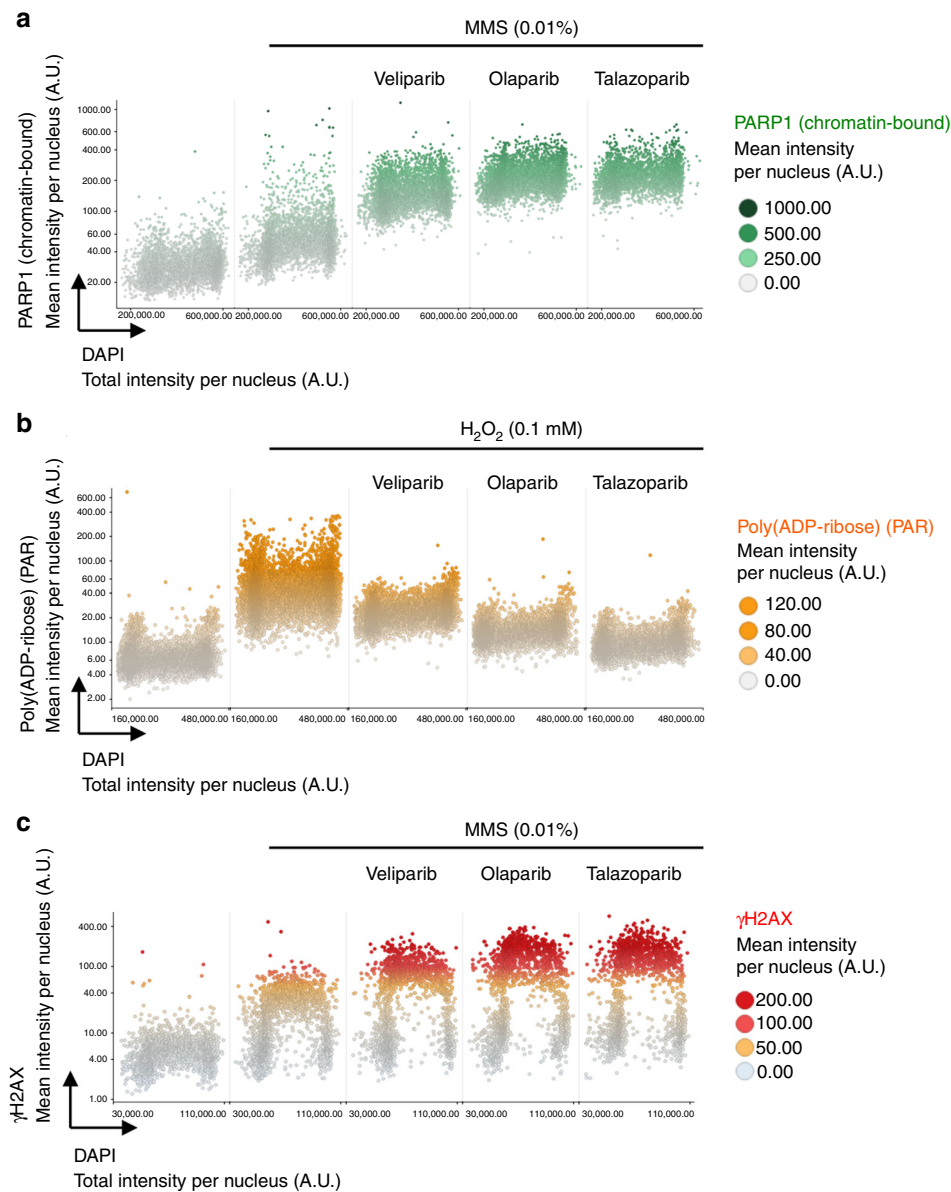 a
MMS (0.01%)
Veliparib Olaparib Talazoparib
PARP1 (chromatin-bound)
Mean intensity per nucleus (A.U.)
1000.00
600.00
400.00
200.00
100.00
60.00
40.00
20.00
200,000.00 600,000.00 200,000.00 600,000.00 200,000.00 600,000.00 200,000.00 600,000.00 200,000.00 600,000.00
DAPI
Total intensity per nucleus (A.U.)
PARP1 (chromatin-bound)
Mean intensity
per nucleus (A.U.)
1000.00
500.00
250.00
0.00
b
H2O2 (0.1 mM)
Veliparib Olaparib Talazoparib
Poly(ADP-ribose) (PAR)
Mean intensity per nucleus (A.U.)
600.00
400.00
200.00
100.00
60.00
40.00
20.00
10.00
6.00
4.00
2.00
160,000.00 480,000.00 160,000.00 480,000.00 160,000.00 480,000.00 160,000.00 480,000.00 160,000.00 480,000.00
DAPI
Total intensity per nucleus (A.U.)
Poly(ADP-ribose) (PAR)
Mean intensity
per nucleus (A.U.)
120.00
80.00
40.00
0.00
c
MMS (0.01%)
Veliparib Olaparib Talazoparib
γH2AX
Mean intensity per nucleus (A.U.)
400.00
100.00
40.00
10.00
4.00
1.00
30,000.00 110,000.00 300,000.00 110,000.00 30,000.00 110,000.00 30,000.00 110,000.00 30,000.00 110,000.00
DAPI
Total intensity per nucleus (A.U.)
γH2AX
Mean intensity
per nucleus (A.U.)
200.00
100.00
50.00
0.00